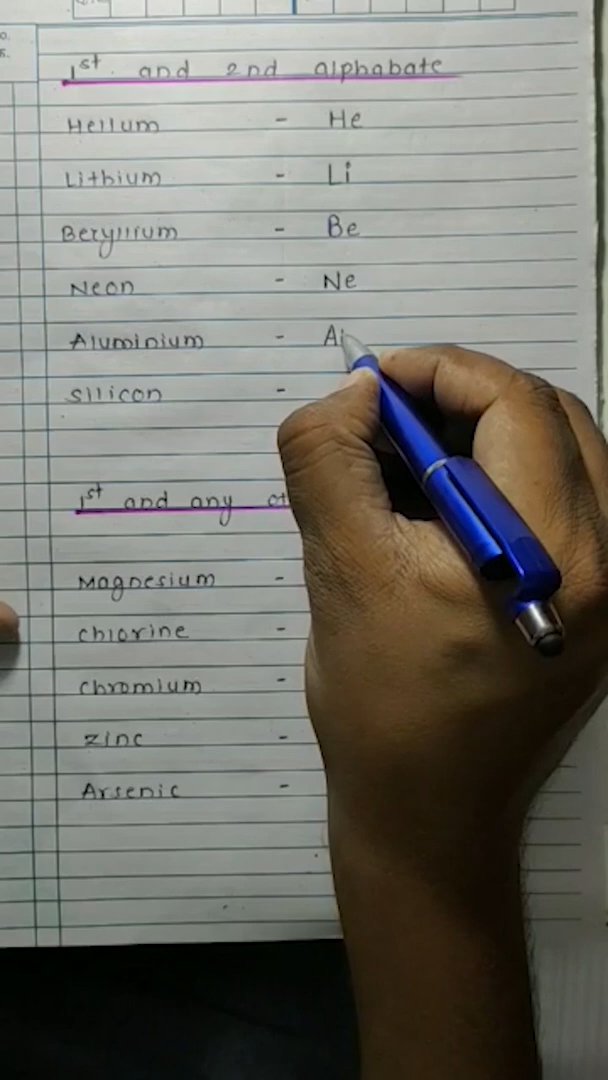 1st and 2nd alphabate
Helium - He
Lithium - Li
Beryllium - Be
Neon - Ne
Aluminium - Al
Silicon -
1st and any
Magnesium -
Chlorine -
Chromium -
Zinc -
Arsenic -